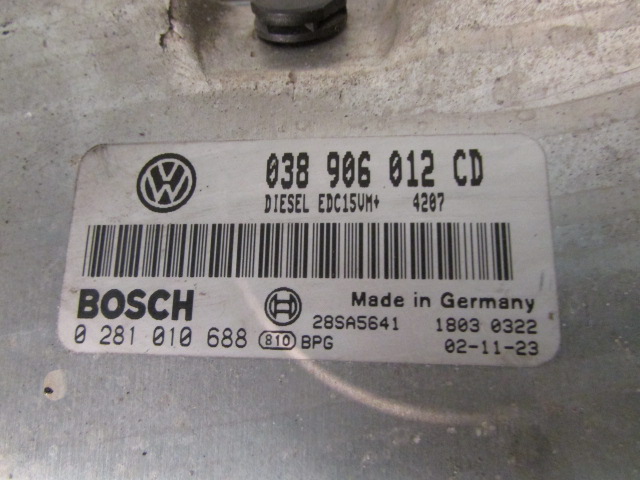 VW
038 906 012 CD
DIESEL EDC15VM+ 4207
BOSCH
Made in Germany
28SA5641 1803 0322
0 281 010 688 810 BPG 02-11-23